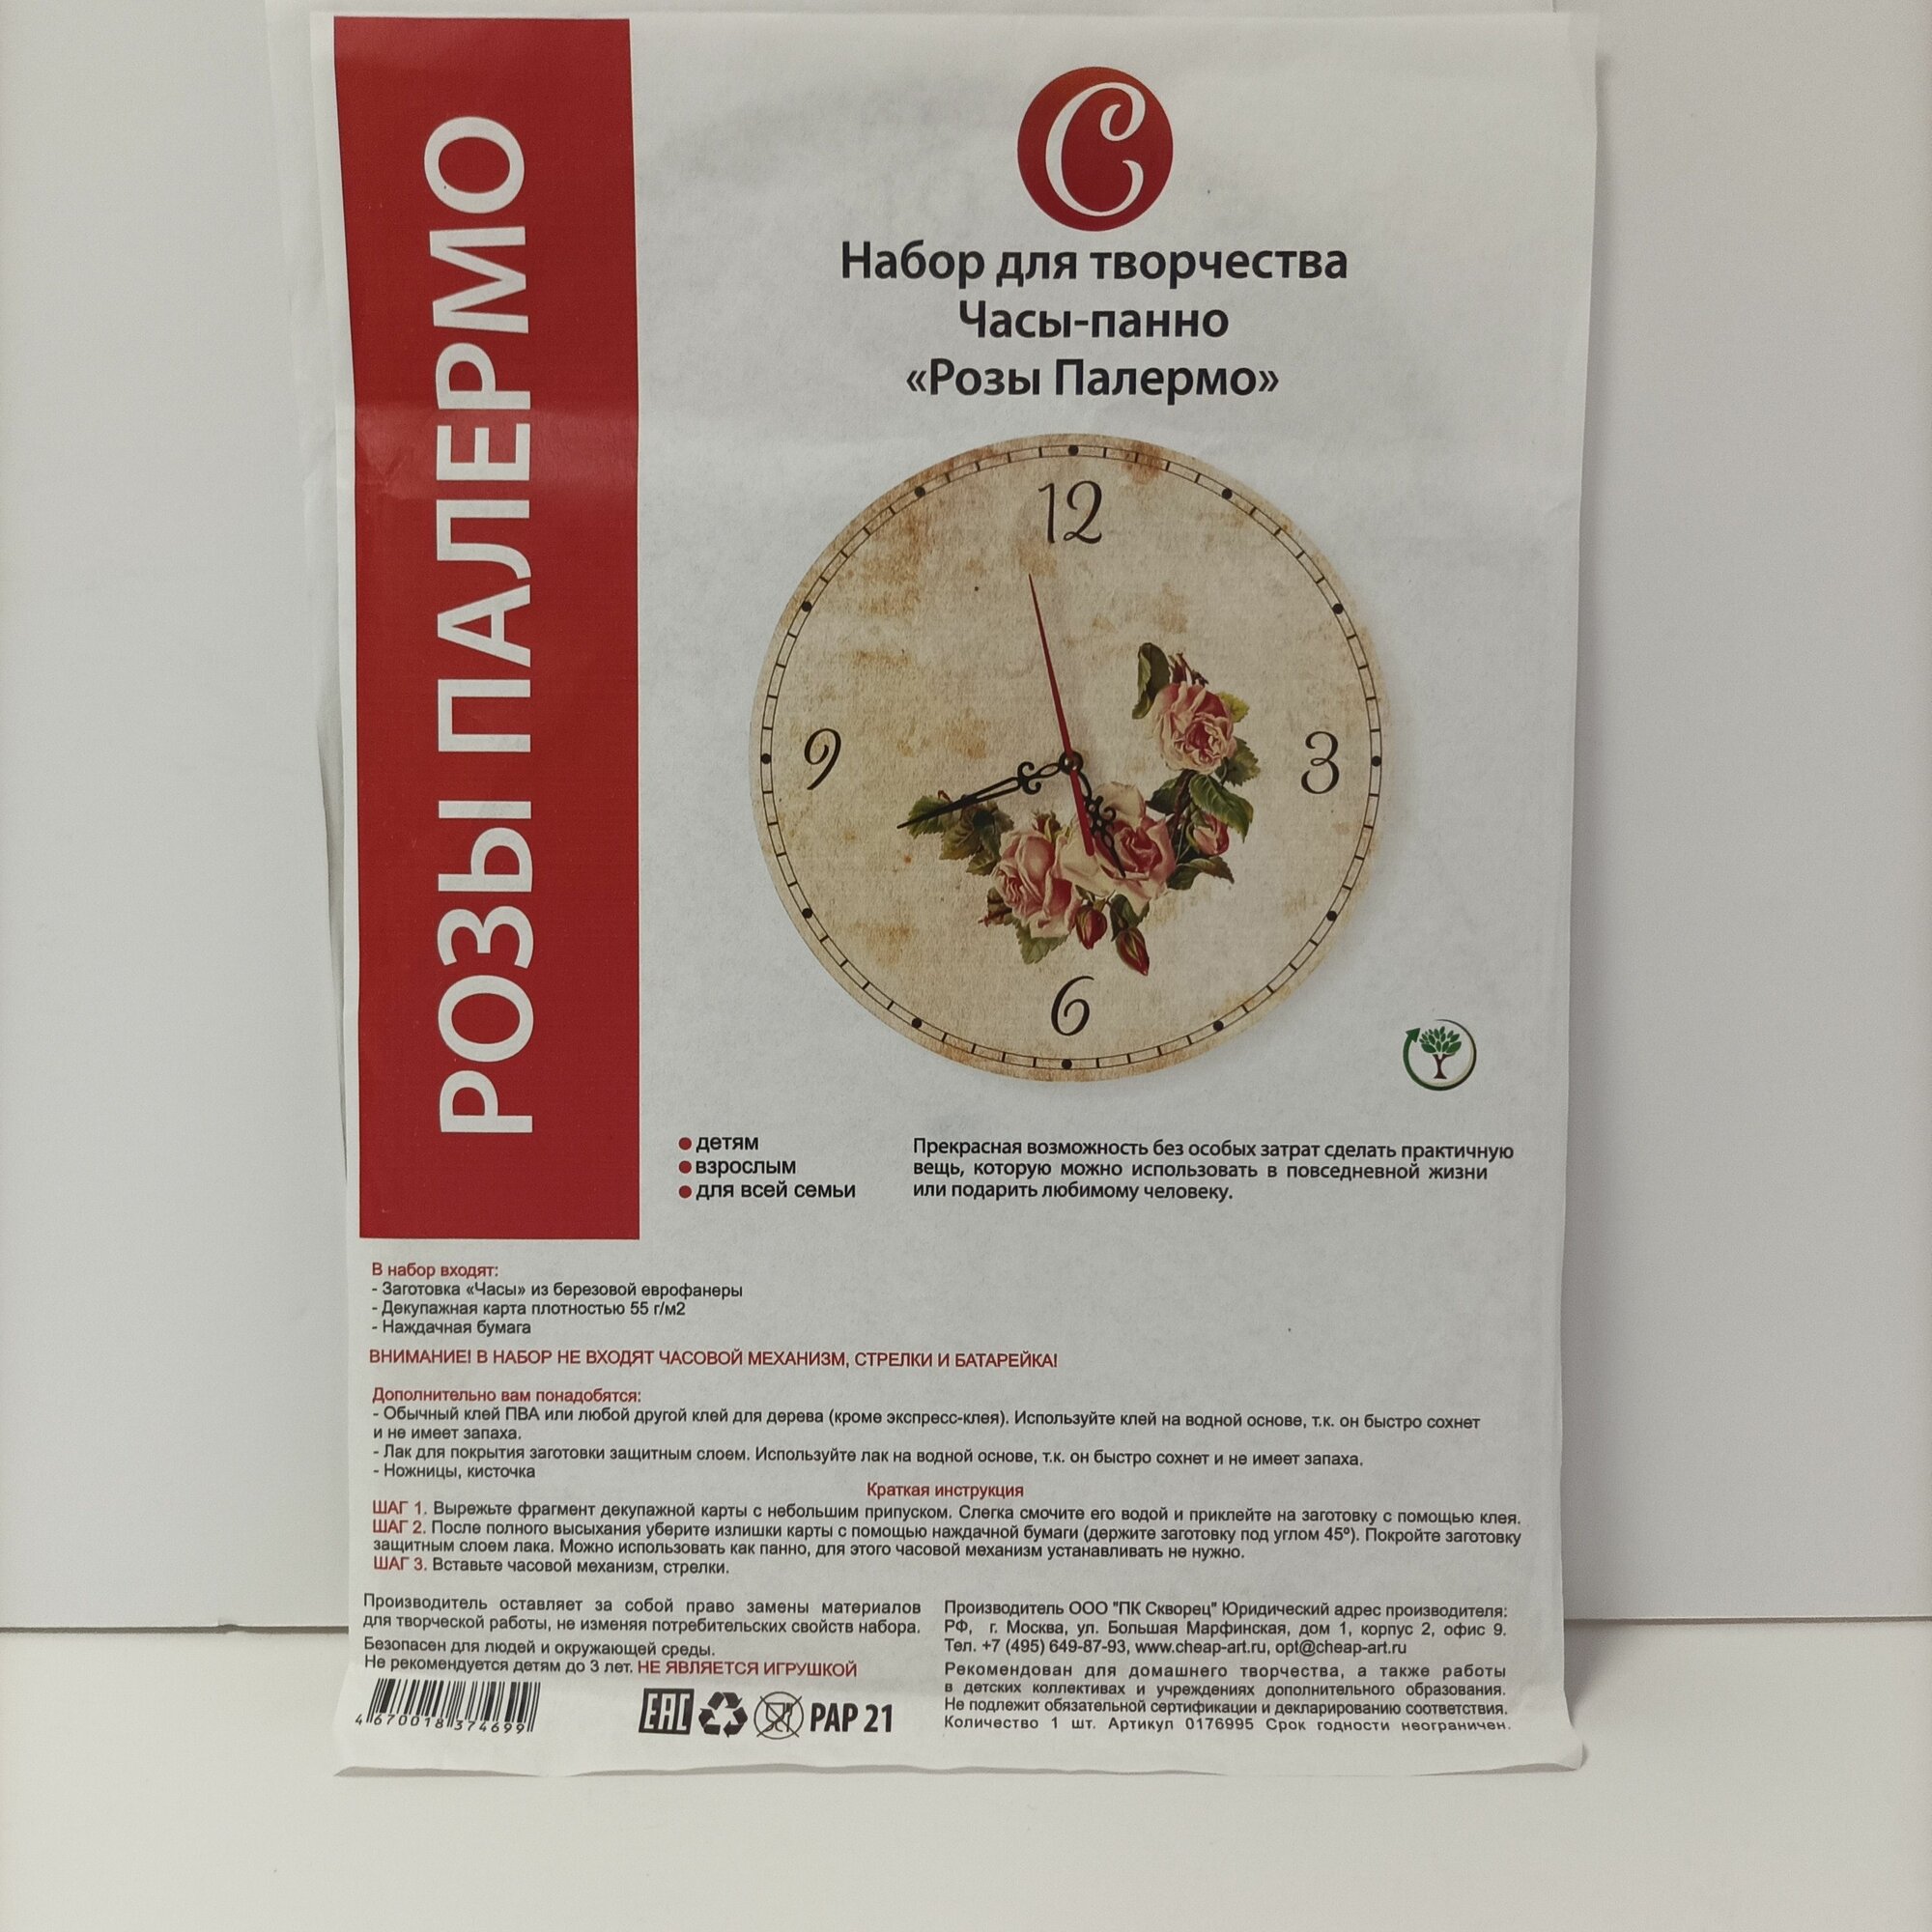 РОЗЫ ПАЛЕРМО
С
Набор для творчества
Часы-панно
«Розы Палермо»
12
9
3
6
детям
взрослым
для всей семьи
Прекрасная возможность без особых затрат сделать практичную
вещь, которую можно использовать в повседневной жизни
или подарить любимому человеку.
В набор входят:
- Заготовка «Часы» из березовой еврофанеры
- Декупажная карта плотностью 55 г/м2
- Наждачная бумага
ВНИМАНИЕ! В НАБОР НЕ ВХОДЯТ ЧАСОВОЙ МЕХАНИЗМ, СТРЕЛКИ И БАТАРЕЙКА!
Дополнительно вам понадобятся:
- Обычный клей ПВА или любой другой клей для дерева (кроме экспресс-клея). Используйте клей на водной основе, т.к. он быстро сохнет
и не имеет запаха.
- Лак для покрытия заготовки защитным слоем. Используйте лак на водной основе, т.к. он быстро сохнет и не имеет запаха.
- Ножницы, кисточка
Краткая инструкция
ШАГ 1. Вырежьте фрагмент декупажной карты с небольшим припуском. Слегка смочите его водой и приклейте на заготовку с помощью клея.
ШАГ 2. После полного высыхания уберите излишки карты с помощью наждачной бумаги (держите заготовку под углом 45º). Покройте заготовку
защитным слоем лака. Можно использовать как панно, для этого часовой механизм устанавливать не нужно.
ШАГ 3. Вставьте часовой механизм, стрелки.
Производитель оставляет за собой право замены материалов
для творческой работы, не изменяя потребительских свойств набора.
Безопасен для людей и окружающей среды.
Не рекомендуется детям до 3 лет. НЕ ЯВЛЯЕТСЯ ИГРУШКОЙ
4 670018 374699
EAC
PAP 21
Производитель ООО "ПК Скворец" Юридический адрес производителя:
РФ, г. Москва, ул. Большая Марфинская, дом 1, корпус 2, офис 9.
Тел. +7 (495) 649-87-93, www.cheap-art.ru, opt@cheap-art.ru
Рекомендован для домашнего творчества, а также работы
в детских коллективах и учреждениях дополнительного образования.
Не подлежит обязательной сертификации и декларированию соответствия.
Количество 1 шт. Артикул 0176995 Срок годности неограничен.